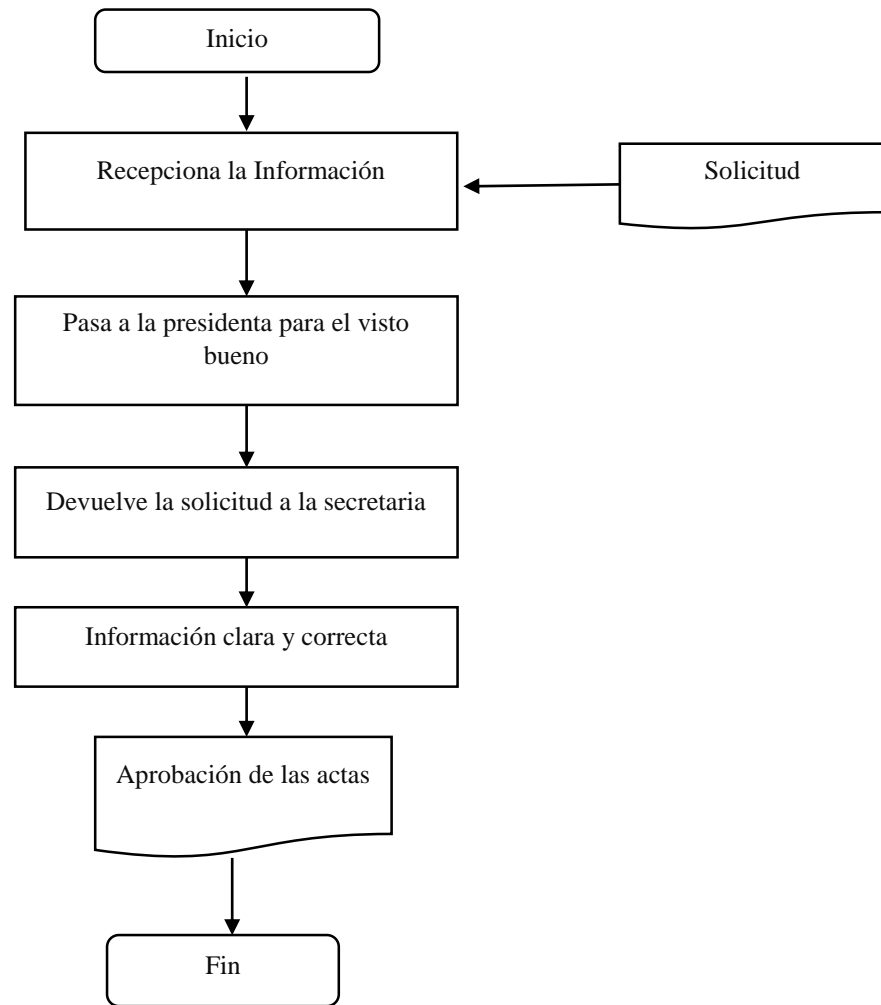 Inicio
Recepciona la Información
Solicitud
Pasa a la presidenta para el visto
bueno
Devuelve la solicitud a la secretaria
Información clara y correcta
Aprobación de las actas
Fin